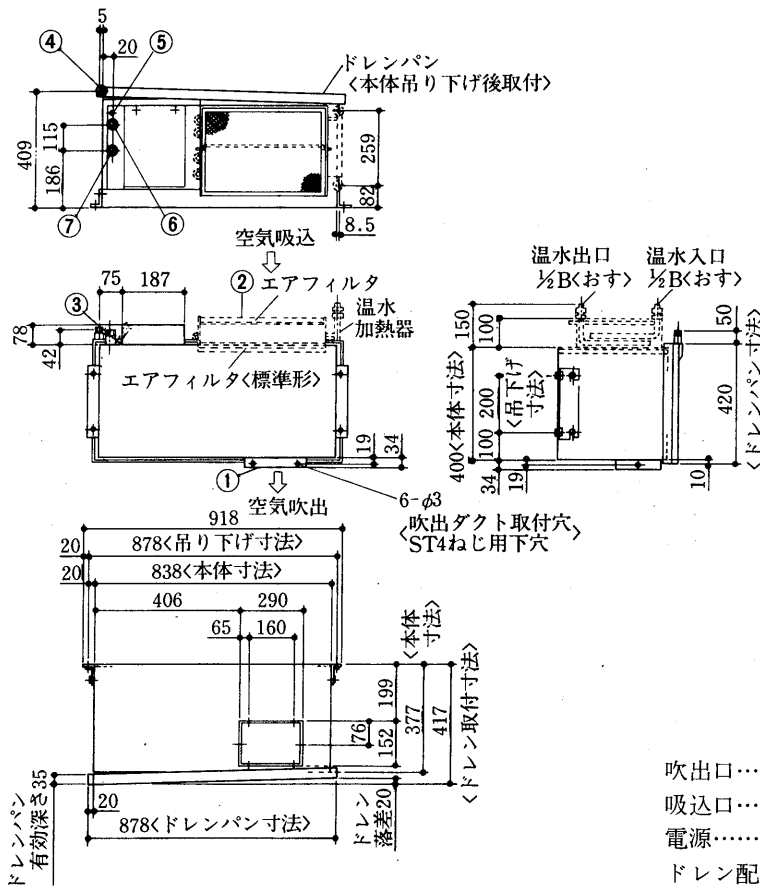 5
④
20
⑤
ドレンパン
<本体吊り下げ後取付>
409
115
186
259
82
8.5
⑦
⑥
空気吸込
75
187
②エアフィルタ
③
温水
加熱器
78
42
エアフィルタ<標準形>
19
34
①
空気吹出
6-φ3
<吹出ダクト取付穴
ST4ねじ用下穴>
温水出口
½B<おす>
温水入口
½B<おす>
150
100
50
400<本体寸法>
200
<吊下げ
寸法>
100
34
19
420
<ドレンパン寸法>
10
918
20
878<吊り下げ寸法>
20
838<本体寸法>
406
290
65
160
<本体
寸法>
199
377
417
76
152
<ドレン取付寸法>
ドレンパン
有効深さ35
20
878<ドレンパン寸法>
ドレン
落差20
吹出口…
吸込口…
電源……
ドレン配